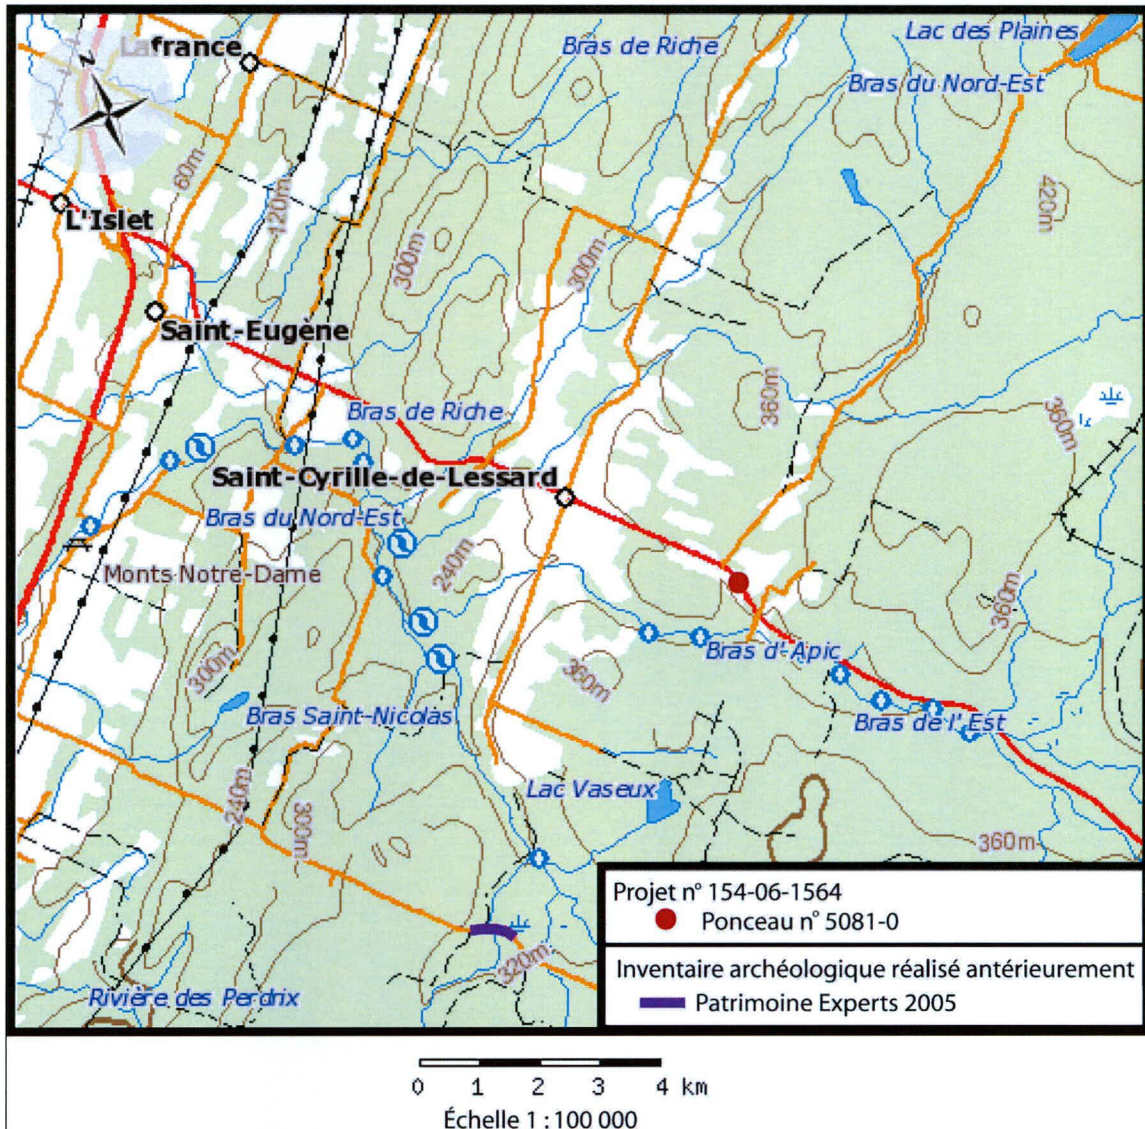 Lafrance
Bras de Riche
Lac des Plaines
Bras du Nord-Est
N
60m
120m
420m
L'Islet
300m
300m
Saint-Eugène
360m
Bras de Riche
360m
Saint-Cyrille-de-Lessard
Bras du Nord-Est
240m
Monts Notre-Dame
360m
300m
360m
Bras d'Apic
Bras Saint-Nicolas
Bras de l'Est
240m
300m
Lac Vaseux
360m
320m
Rivière des Perdrix
Projet n° 154-06-1564
Ponceau n° 5081-0
Inventaire archéologique réalisé antérieurement
Patrimoine Experts 2005
0 1 2 3 4 km
Échelle 1 : 100 000